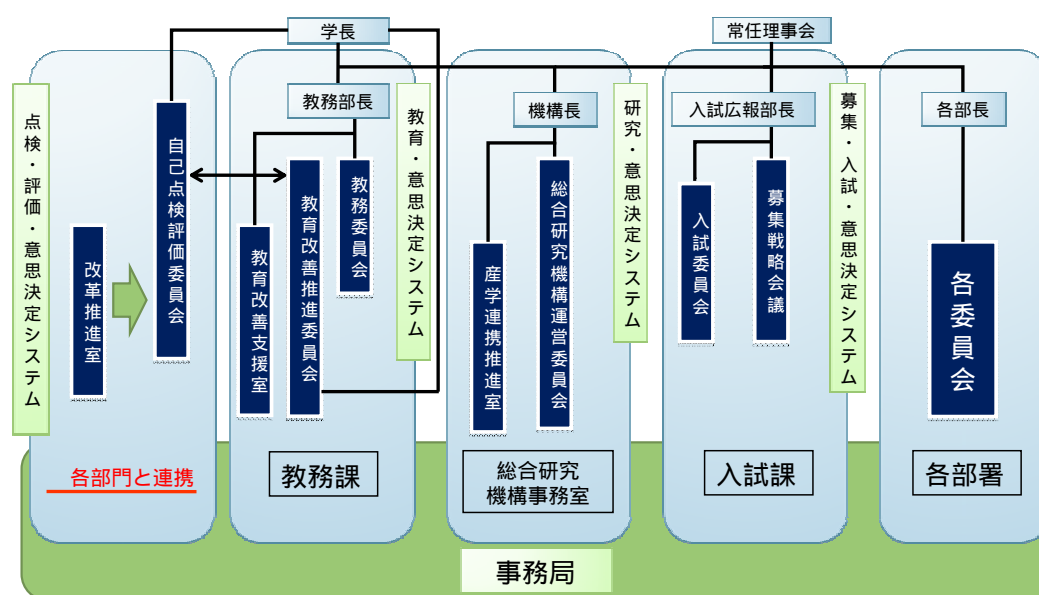 学長
常任理事会
教務部長
機構長
入試広報部長
各部長
点検・評価・意思決定システム
改革推進室
自己点検評価委員会
教育改善支援室
教育改善推進委員会
教務委員会
教育・意思決定システム
産学連携推進室
総合研究機構運営委員会
研究・意思決定システム
入試委員会
募集戦略会議
募集・入試・意思決定システム
各委員会
各部門と連携
教務課
総合研究
機構事務室
入試課
各部署
事務局